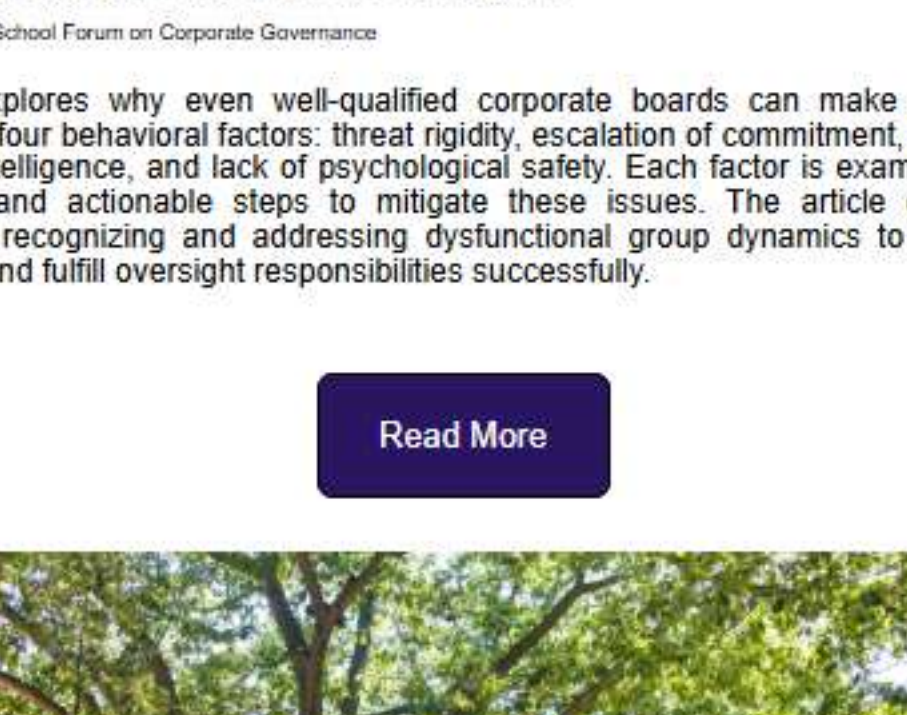 School Forum on Corporate Governance
xplores why even well-qualified corporate boards can make
four behavioral factors: threat rigidity, escalation of commitment,
elligence, and lack of psychological safety. Each factor is exam
and actionable steps to mitigate these issues. The article
recognizing and addressing dysfunctional group dynamics to
nd fulfill oversight responsibilities successfully.
Read More